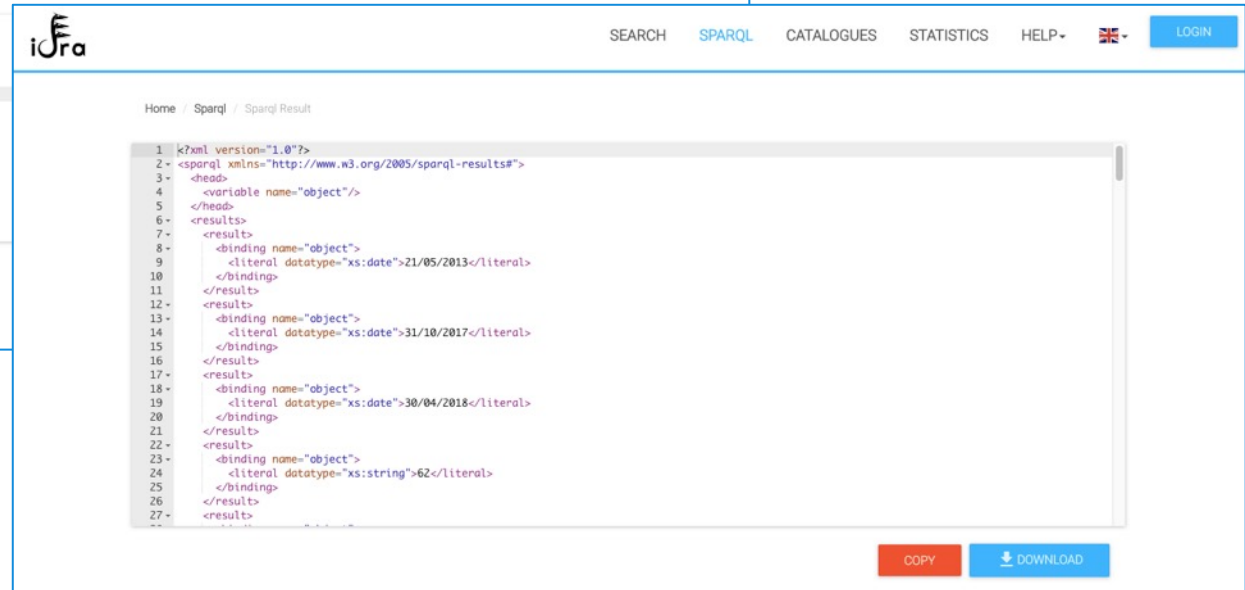 idra
SEARCH SPARQL CATALOGUES STATISTICS HELP LOGIN
Home / Sparql / Sparql Result
1 <?xml version="1.0"?>
2 <sparql xmlns="http://www.w3.org/2005/sparql-results#">
3 <head>
4 <variable name="object"/>
5 </head>
6 <results>
7 <result>
8 <binding name="object">
9 <literal datatype="xs:date">21/05/2013</literal>
10 </binding>
11 </result>
12 <result>
13 <binding name="object">
14 <literal datatype="xs:date">31/10/2017</literal>
15 </binding>
16 </result>
17 <result>
18 <binding name="object">
19 <literal datatype="xs:date">30/04/2018</literal>
20 </binding>
21 </result>
22 <result>
23 <binding name="object">
24 <literal datatype="xs:string">62</literal>
25 </binding>
26 </result>
27 <result>
COPY DOWNLOAD